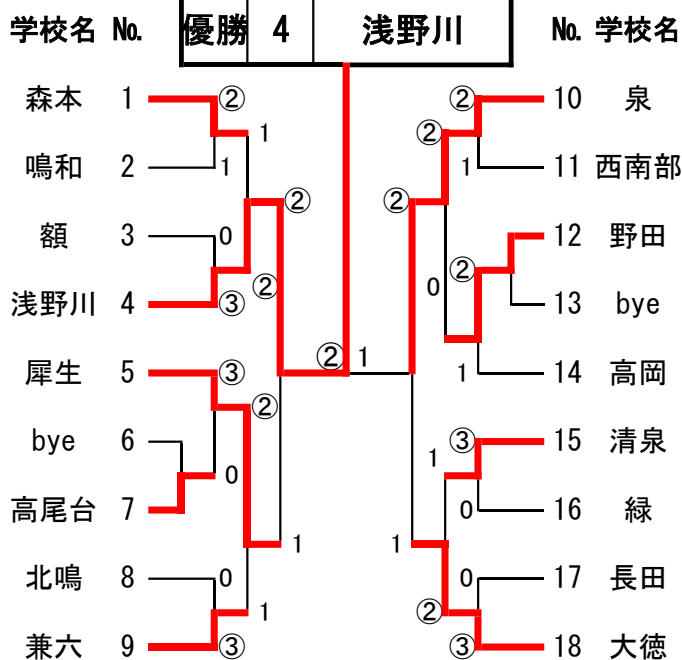 学校名 No. 優勝 4 浅野川 No. 学校名
森本 1 ② ② 10 泉
1 ②
鳴和 2 1 1 11 西南部
② ②
額 3 0 12 野田
② ② 0
浅野川 4 ③ 13 bye
② 1
犀生 5 ③ 1 14 高岡
②
bye 6 ③ 15 清泉
0 1
高尾台 7 0 16 緑
1 1
北鳴 8 0 0 17 長田
1 ②
兼六 9 ③ ③ 18 大徳